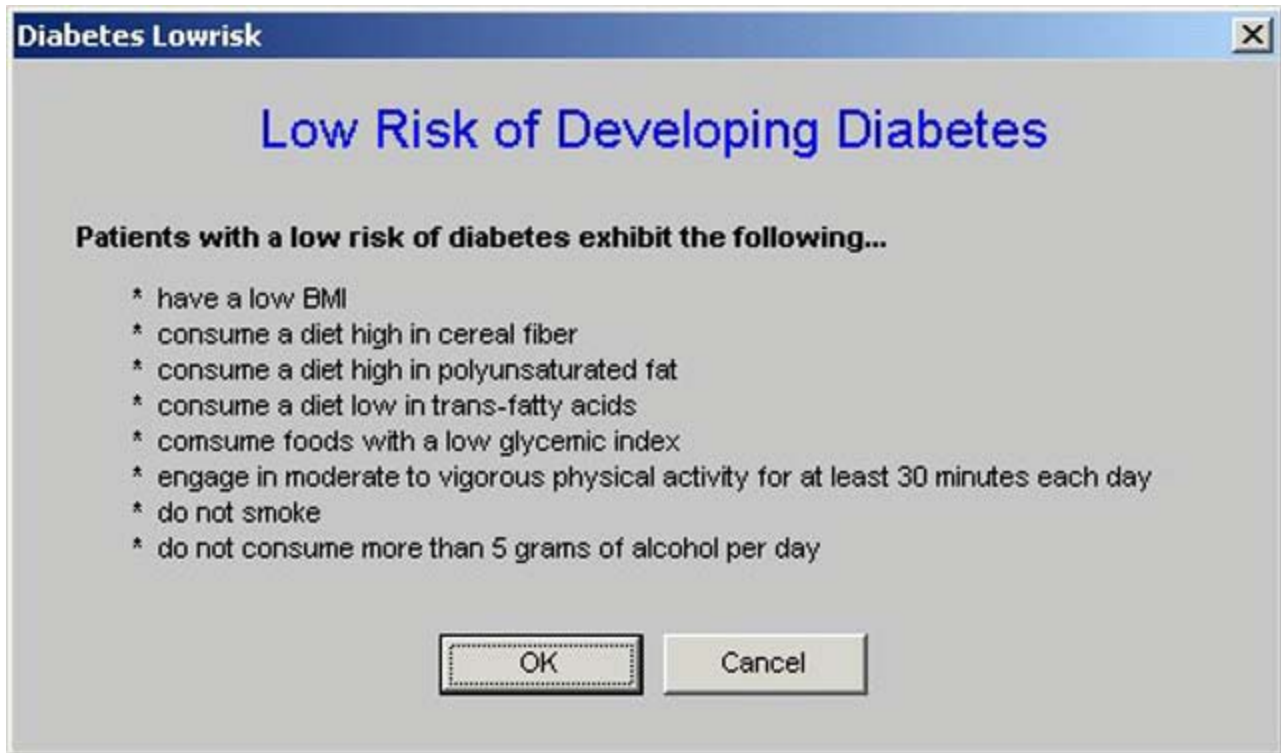 Diabetes Lowrisk
Low Risk of Developing Diabetes
Patients with a low risk of diabetes exhibit the following...
* have a low BMI
* consume a diet high in cereal fiber
* consume a diet high in polyunsaturated fat
* consume a diet low in trans-fatty acids
* comsume foods with a low glycemic index
* engage in moderate to vigorous physical activity for at least 30 minutes each day
* do not smoke
* do not consume more than 5 grams of alcohol per day
OK Cancel